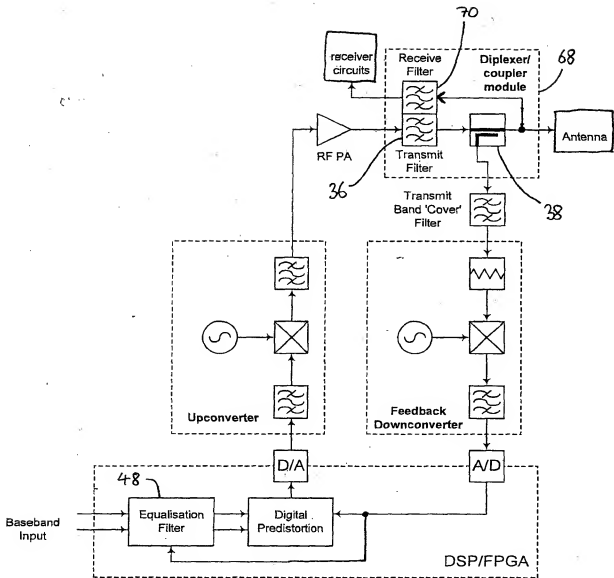 70
receiver
circuits
Receive
Filter
Diplexer/
coupler
module
68
Antenna
RF PA
Transmit
Filter
36
38
Transmit
Band 'Cover'
Filter
Upconverter
Feedback
Downconverter
D/A
A/D
48
Baseband
Input
Equalisation
Filter
Digital
Predistortion
DSP/FPGA